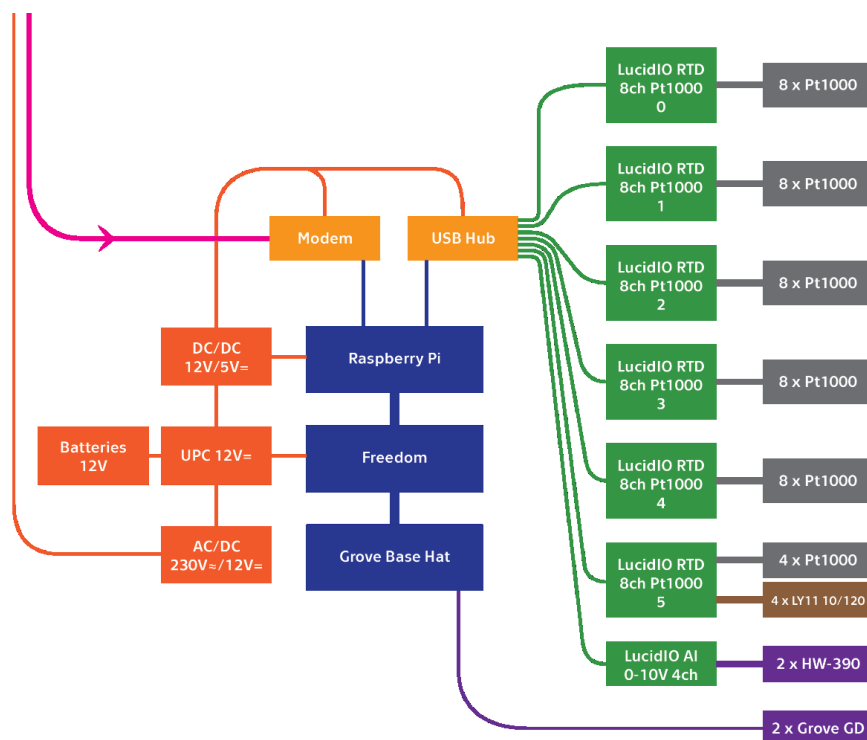 LucidIO RTD
8ch Pt1000
0
8 x Pt1000
LucidIO RTD
8ch Pt1000
1
8 x Pt1000
Modem
USB Hub
LucidIO RTD
8ch Pt1000
2
8 x Pt1000
DC/DC
12V/5V=
Raspberry Pi
LucidIO RTD
8ch Pt1000
3
8 x Pt1000
Batteries
12V
UPC 12V=
Freedom
LucidIO RTD
8ch Pt1000
4
8 x Pt1000
AC/DC
230V≈/12V=
Grove Base Hat
LucidIO RTD
8ch Pt1000
5
4 x Pt1000
4 x LY11 10/120
LucidIO AI
0-10V 4ch
2 x HW-390
2 x Grove GD